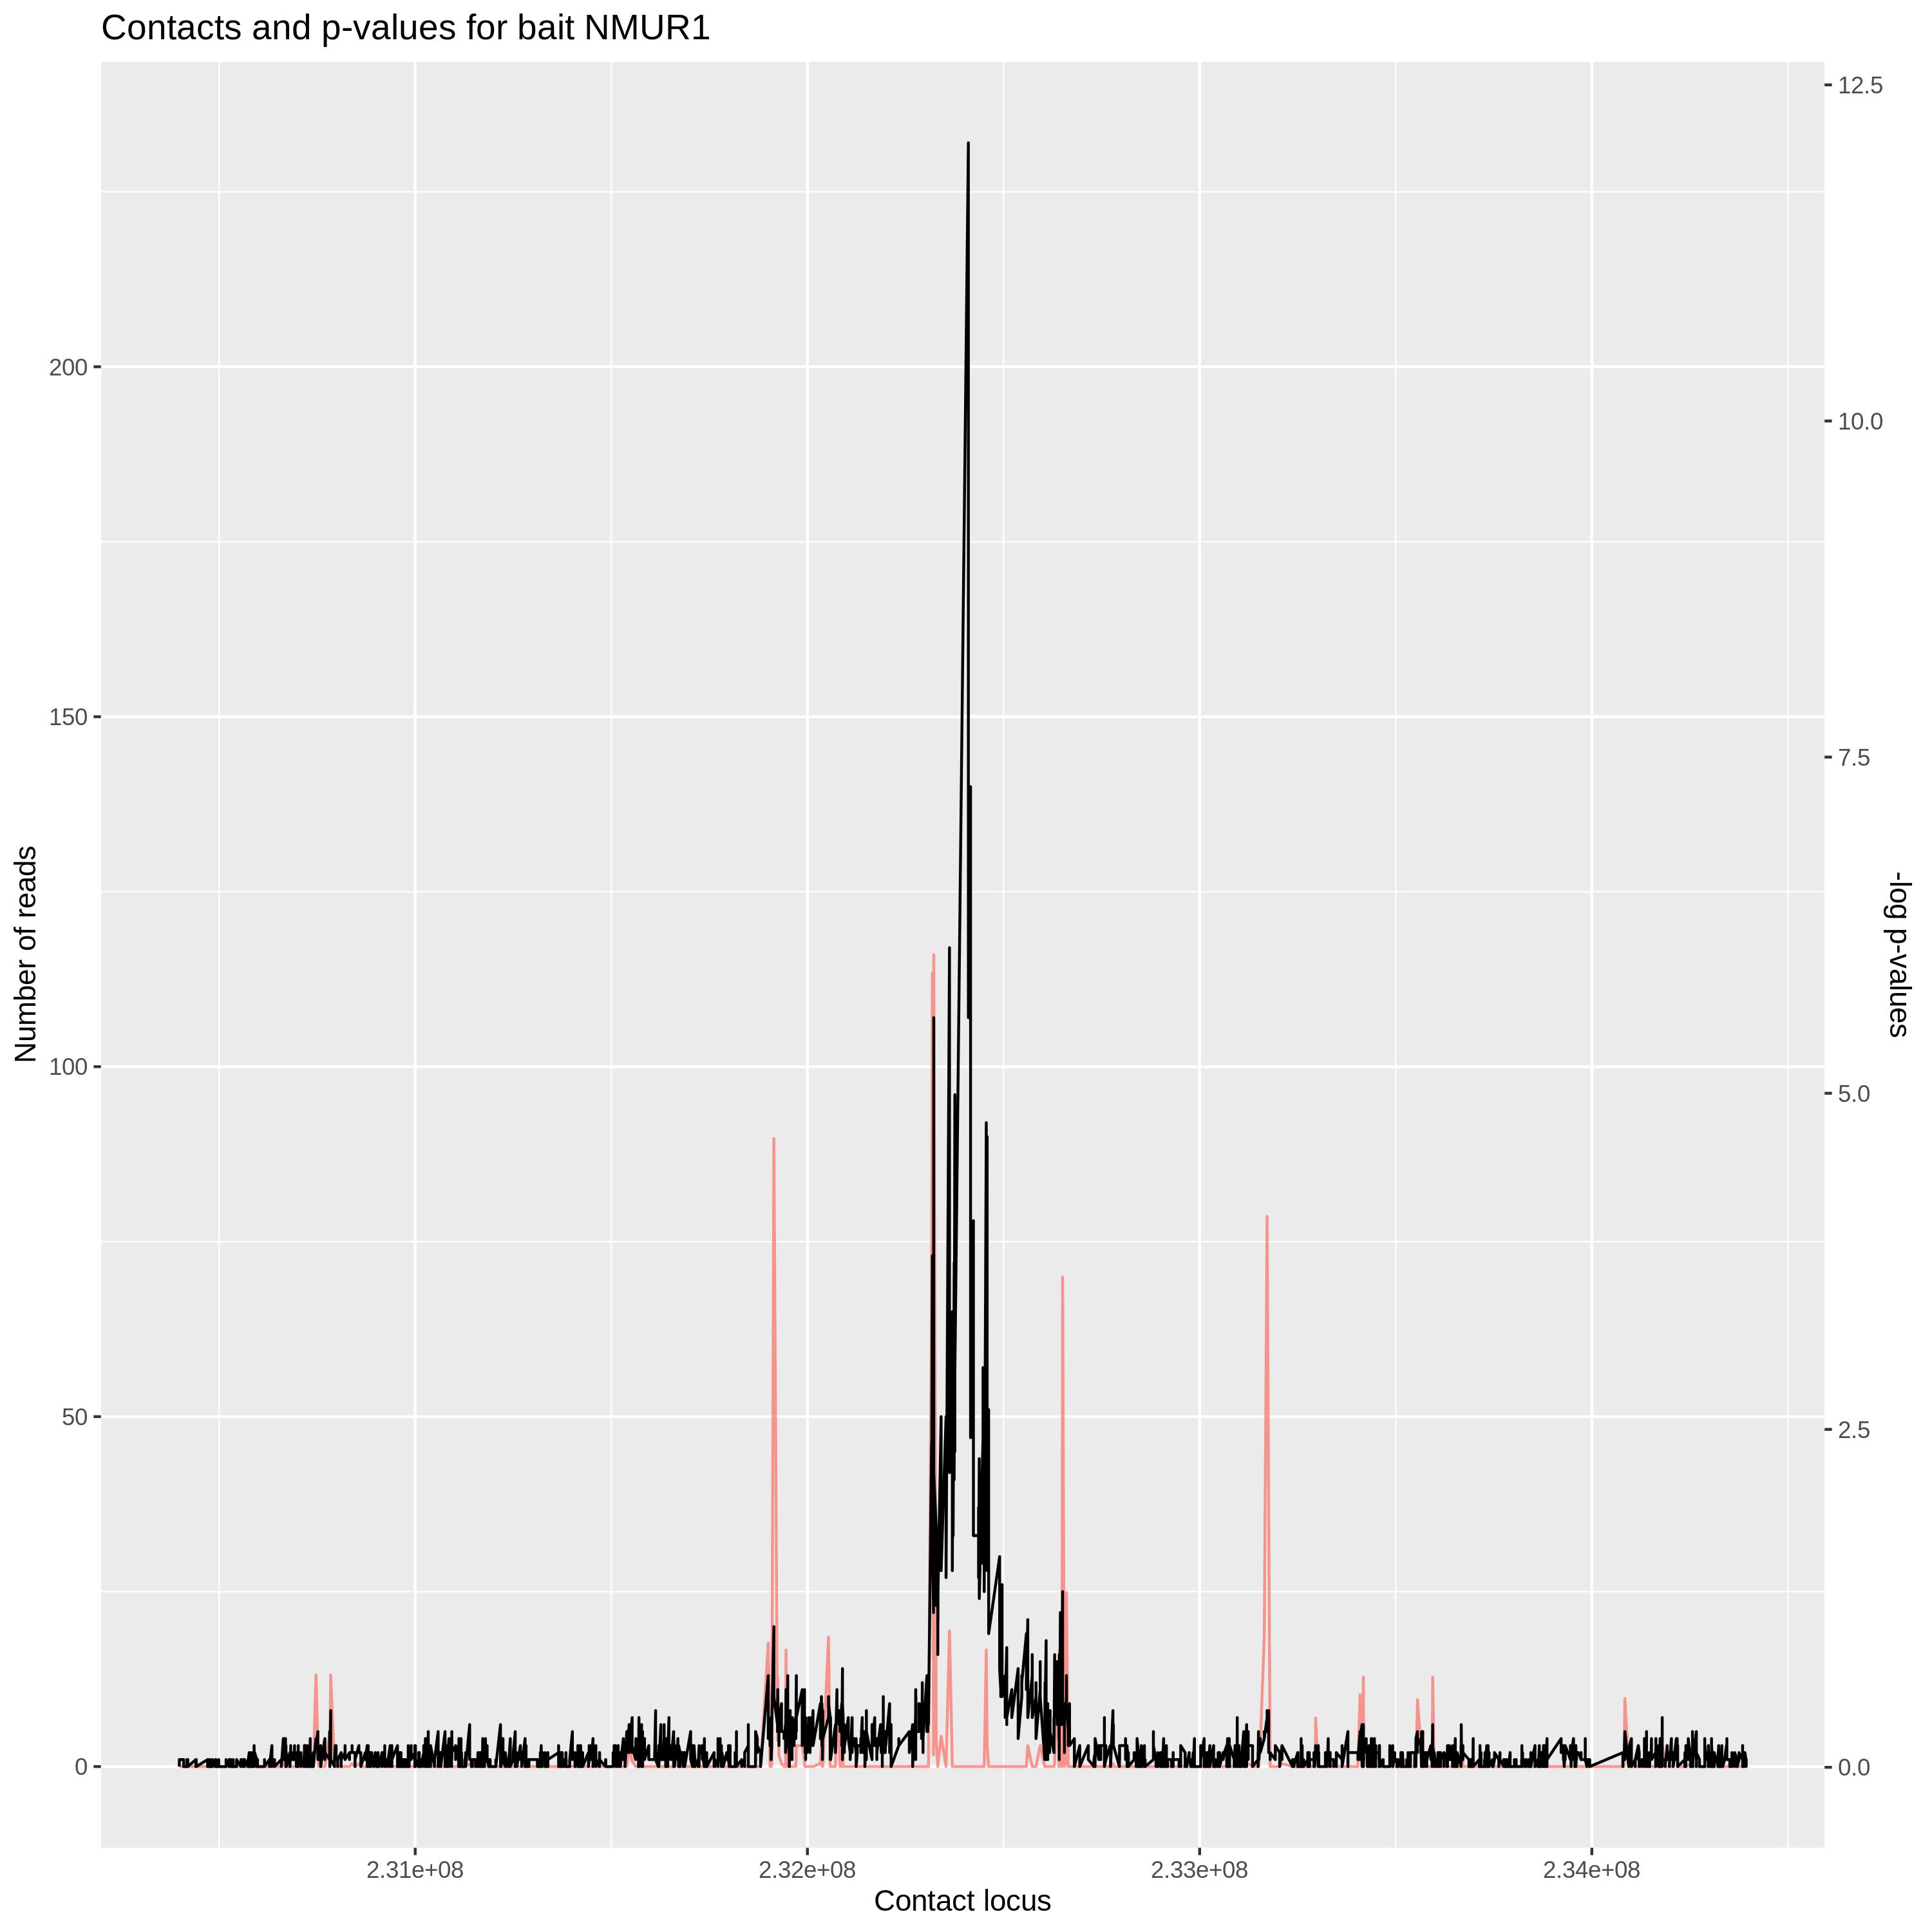 Contacts and p-values for bait NMUR1
12.5
200
10.0
150
7.5
Number of reads
-log p-values
100
5.0
50
2.5
0
0.0
2.31e+08
2.32e+08
2.33e+08
2.34e+08
Contact locus